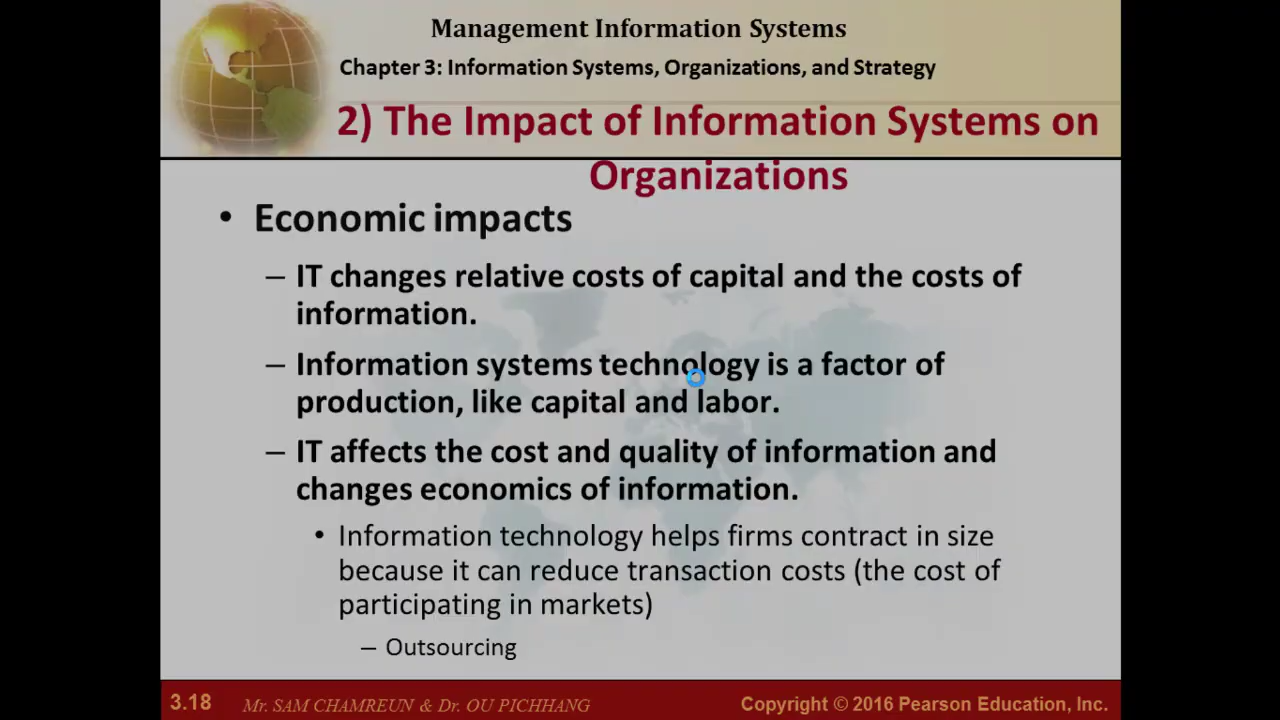 Management Information Systems
Chapter 3: Information Systems, Organizations, and Strategy
2) The Impact of Information Systems on
Organizations
• Economic impacts
– IT changes relative costs of capital and the costs of
information.
– Information systems technology is a factor of
production, like capital and labor.
– IT affects the cost and quality of information and
changes economics of information.
• Information technology helps firms contract in size
because it can reduce transaction costs (the cost of
participating in markets)
– Outsourcing
3.18 Mr. SAM CHAMREUN & Dr. OU PICHHANG Copyright © 2016 Pearson Education, Inc.